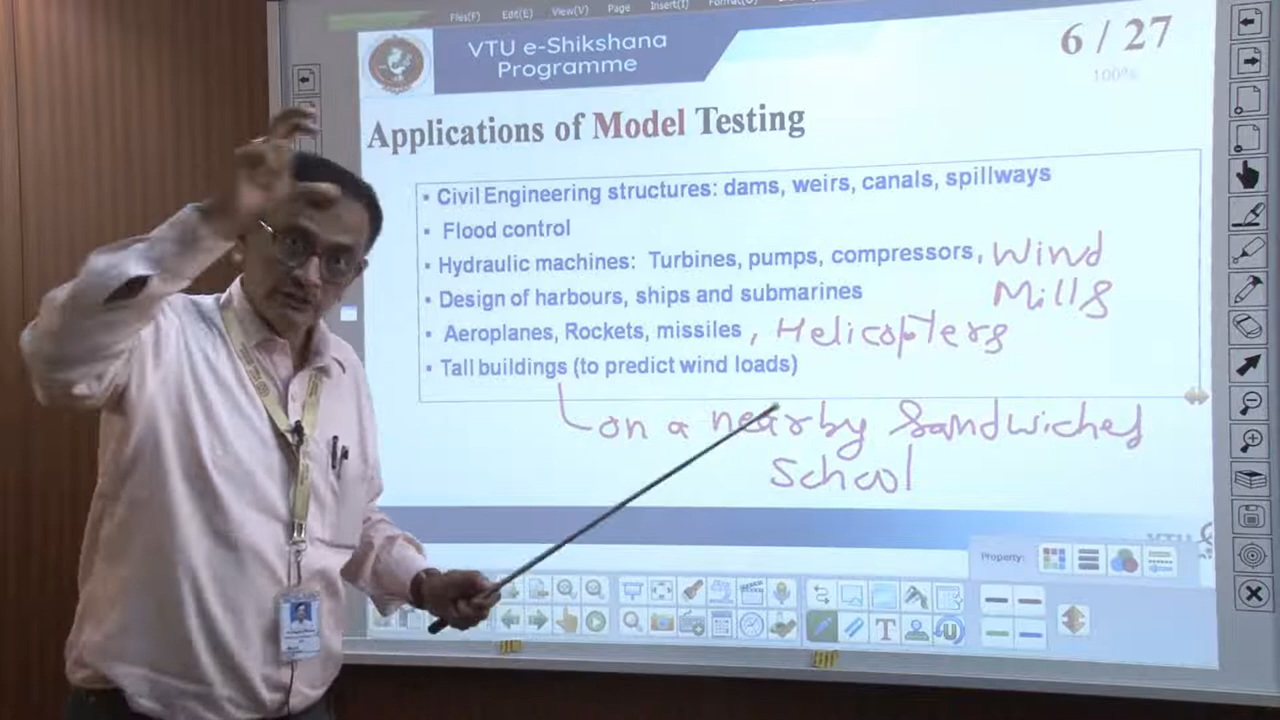 Files(F) Edit(E) View(V) Page Insert(I)
VTU e-Shikshana
Programme
6 / 27
100%
Applications of Model Testing
• Civil Engineering structures: dams, weirs, canals, spillways
• Flood control
• Hydraulic machines: Turbines, pumps, compressors, Wind
Mills
• Design of harbours, ships and submarines
• Aeroplanes, Rockets, missiles, Helicopters
• Tall buildings (to predict wind loads)
on a nearby Sandwiched
School
VTU
Property:
T